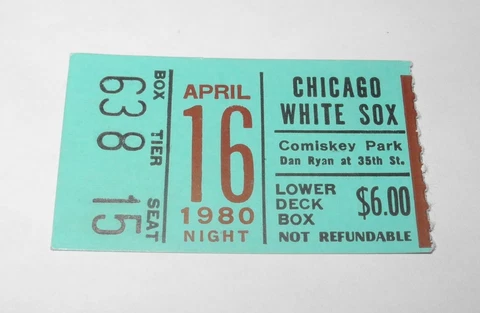 BOX TIER SEAT
63 8 15
APRIL
16
1980
NIGHT
CHICAGO
WHITE SOX
Comiskey Park
Dan Ryan at 35th St.
LOWER
DECK
BOX
$6.00
NOT REFUNDABLE